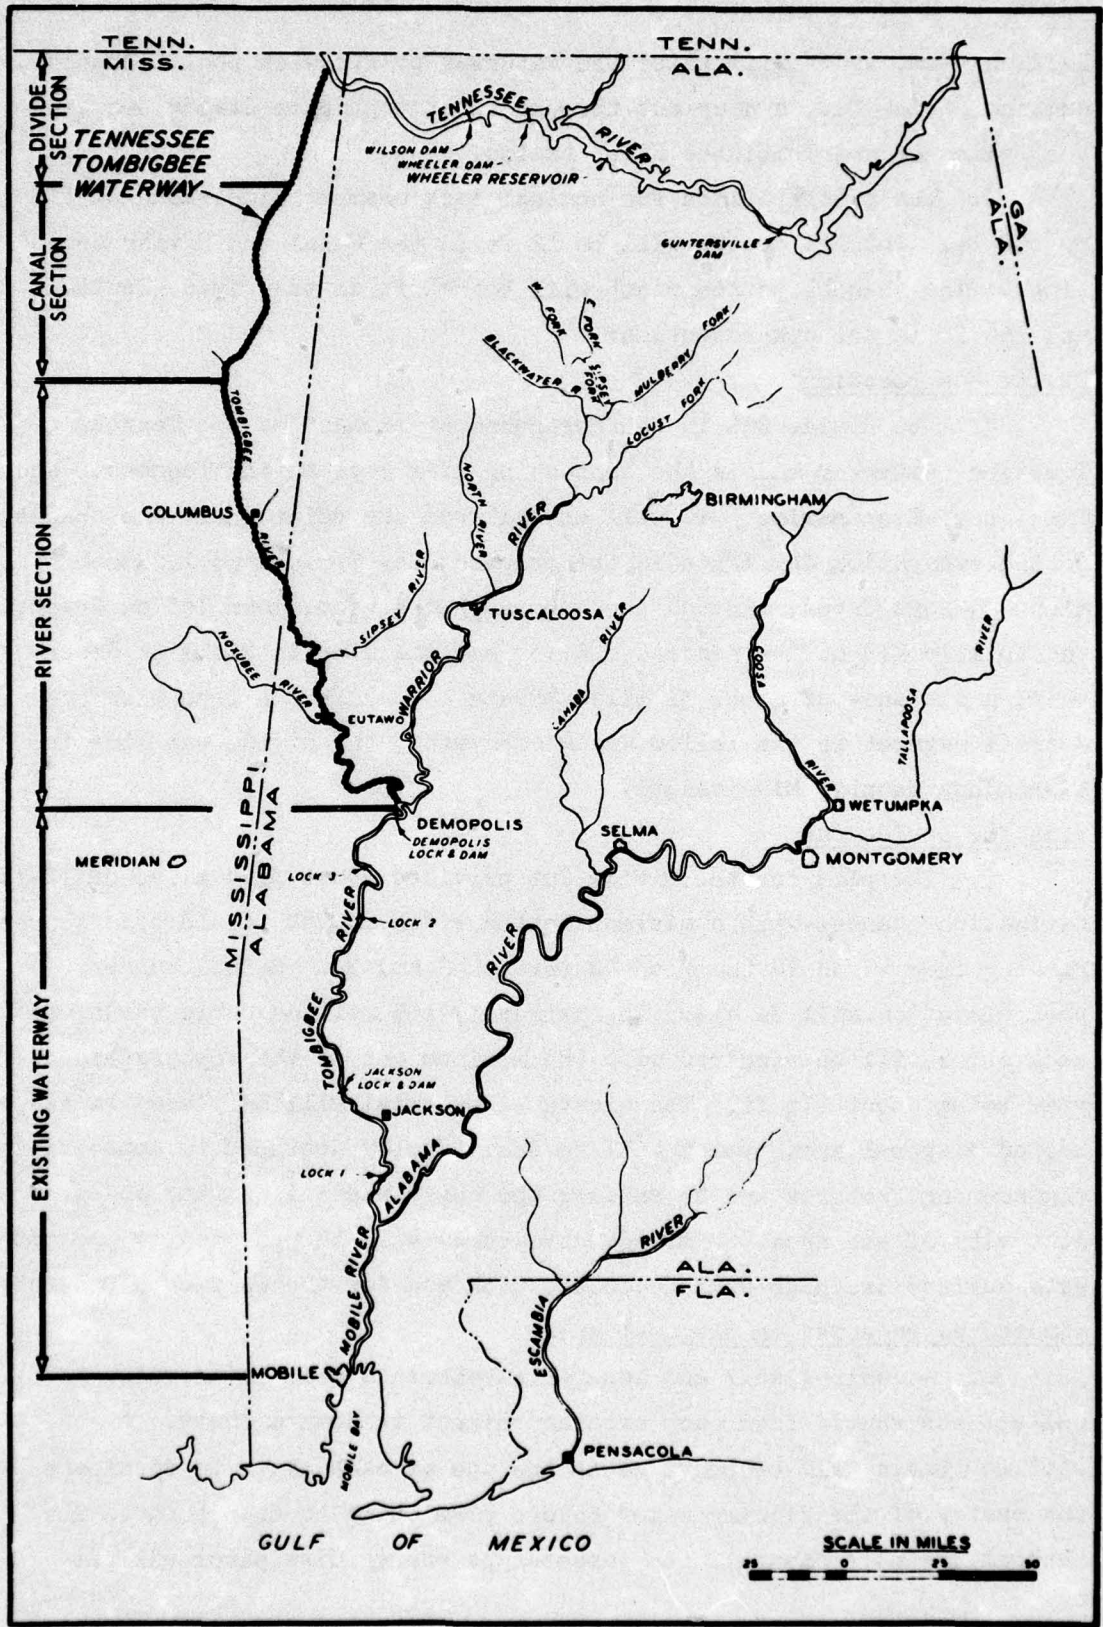 TENN.
MISS.
TENN.
ALA.
DIVIDE
SECTION
TENNESSEE
TOMBIGBEE
WATERWAY
TENNESSEE
RIVER
WILSON DAM
WHEELER DAM
WHEELER RESERVOIR
GUNTERSVILLE
DAM
GA.
ALA.
CANAL
SECTION
W FORK
E FORK
SIPSEY
FORK
BLACKWATER R
MULBERRY FORK
LOCUST FORK
TOMBIGBEE
RIVER
COLUMBUS
NORTH
RIVER
RIVER
BIRMINGHAM
TUSCALOOSA
SIPSEY RIVER
RIVER SECTION
NOXUBEE
RIVER
EUTAWO
WARRIOR
CAHABA
RIVER
COOSA
RIVER
TALLAPOOSA
RIVER
WETUMPKA
MONTGOMERY
SELMA
DEMOPOLIS
DEMOPOLIS
LOCK & DAM
MERIDIAN
MISSISSIPPI
ALABAMA
LOCK 3
LOCK 2
RIVER
RIVER
TOMBIGBEE
JACKSON
LOCK & DAM
JACKSON
EXISTING WATERWAY
LOCK 1
ALABAMA
MOBILE RIVER
RIVER
ALA.
FLA.
ESCAMBIA
MOBILE
MOBILE BAY
PENSACOLA
GULF OF MEXICO
SCALE IN MILES
25 0 25 50